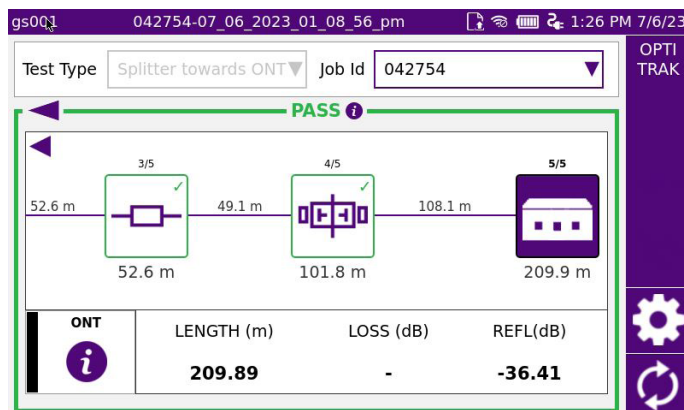 gs001 042754-07_06_2023_01_08_56_pm 1:26 PM 7/6/23
OPTI
TRAK
Test Type Splitter towards ONT Job Id 042754
PASS i
3/5 4/5 5/5
52.6 m 49.1 m 108.1 m
52.6 m 101.8 m 209.9 m
ONT LENGTH (m) LOSS (dB) REFL(dB)
i 209.89 - -36.41